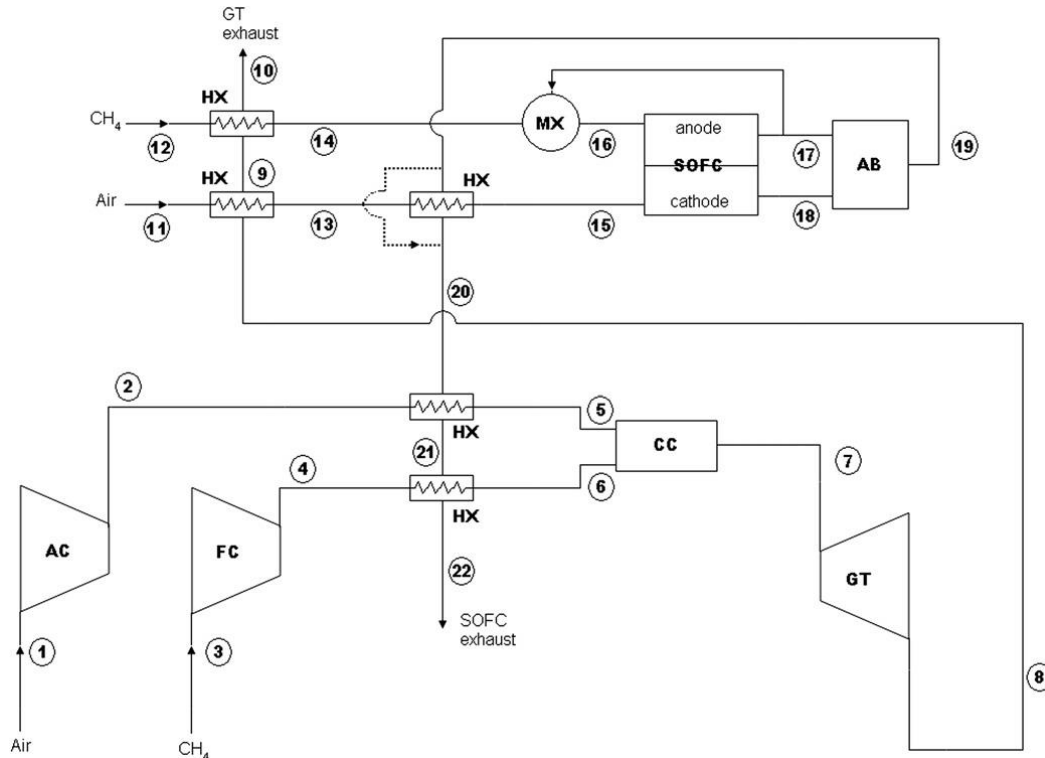 GT
exhaust
10
HX
CH4
12
14
MX
16
anode
SOFC
cathode
17
AB
19
HX
9
HX
Air
11
13
15
18
20
2
5
HX
21
CC
4
6
7
HX
AC
FC
22
GT
SOFC
exhaust
1
3
8
Air
CH4